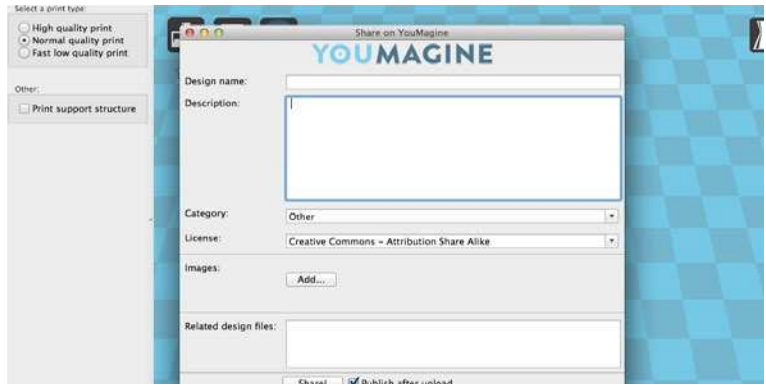 Select a print type:
High quality print
Normal quality print
Fast low quality print
Other:
Print support structure
Share on YouMagine
YOUMAGINE
Design name:
Description:
Category:
Other
License:
Creative Commons - Attribution Share Alike
Images:
Add...
Related design files:
Share!
Publish after upload